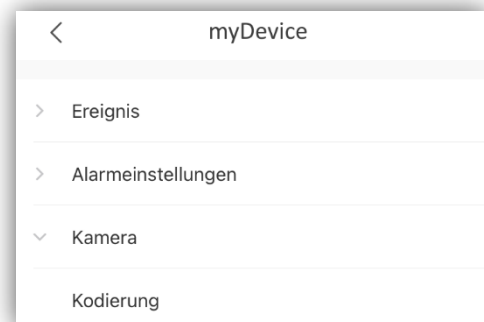 myDevice
Ereignis
Alarmeinstellungen
Kamera
Kodierung